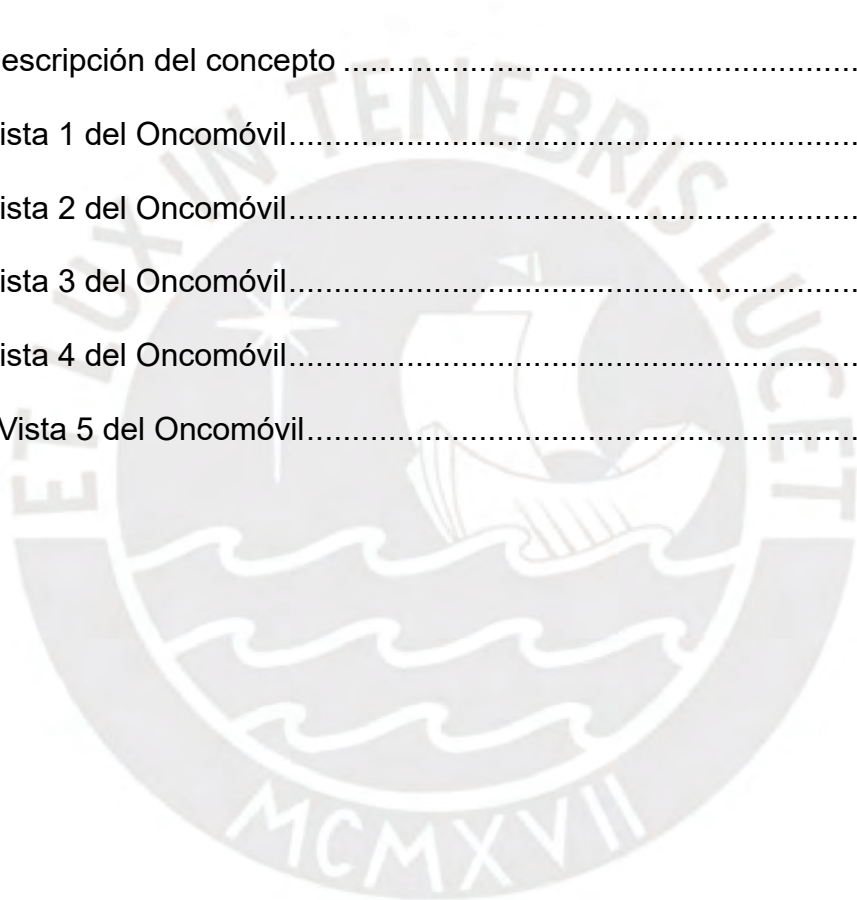 escripción del concepto ................................................................
ista 1 del Oncomóvil......................................................................
ista 2 del Oncomóvil......................................................................
ista 3 del Oncomóvil......................................................................
ista 4 del Oncomóvil......................................................................
Vista 5 del Oncomóvil....................................................................
ET LUX IN TENEBRIS LUCET
MCMXVII